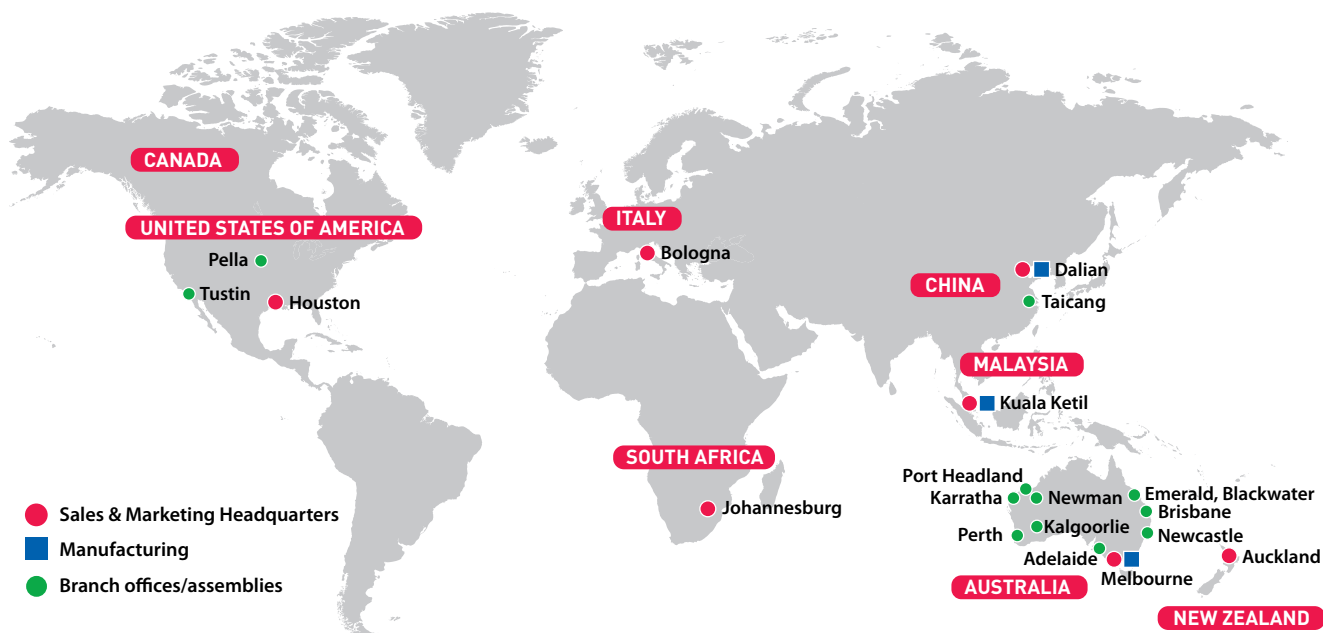 CANADA
UNITED STATES OF AMERICA
Pella
Tustin
Houston
ITALY
Bologna
CHINA
Dalian
Taicang
MALAYSIA
Kuala Ketil
SOUTH AFRICA
Johannesburg
Port Headland
Karratha
Newman
Emerald, Blackwater
Brisbane
Perth
Kalgoorlie
Newcastle
Adelaide
Melbourne
Auckland
AUSTRALIA
NEW ZEALAND
Sales & Marketing Headquarters
Manufacturing
Branch offices/assemblies